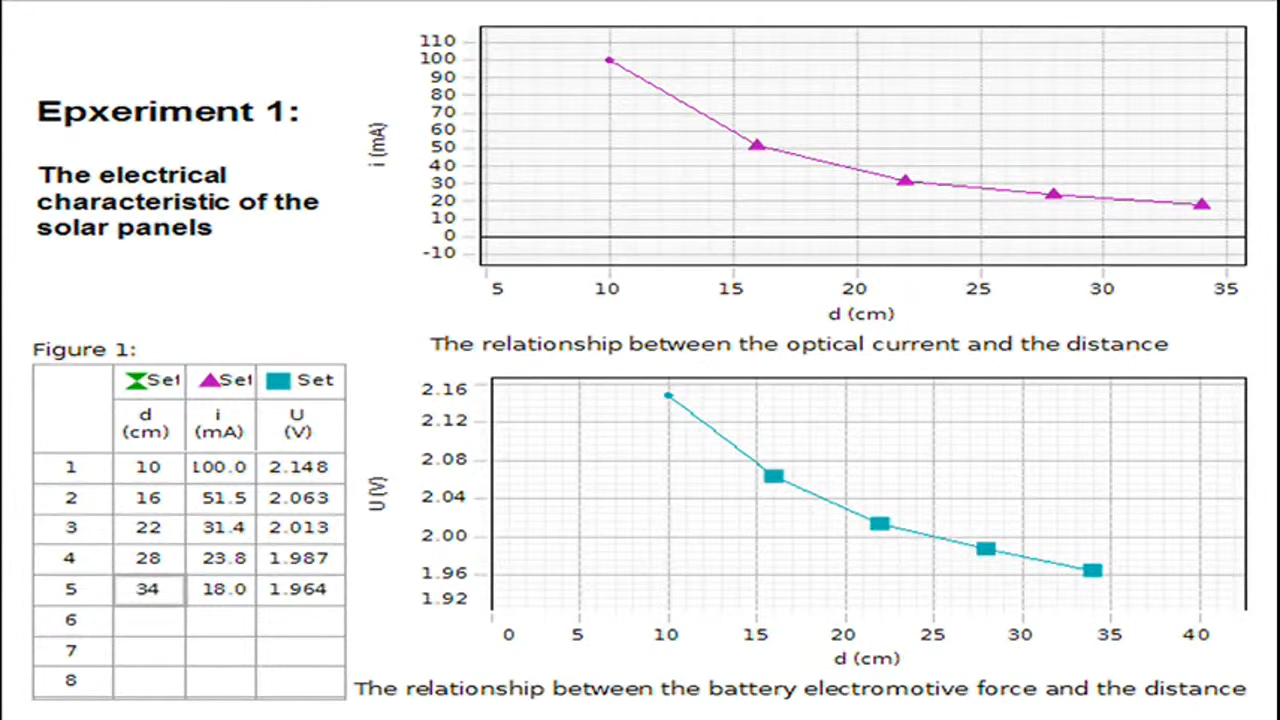 Epxeriment 1:
The electrical
characteristic of the
solar panels
110
100
90
80
70
60
50
40
30
20
10
0
-10
i (mA)
5 10 15 20 25 30 35
d (cm)
The relationship between the optical current and the distance
Figure 1:
Set Set Set
d i U
(cm) (mA) (V)
1 10 100.0 2.148
2 16 51.5 2.063
3 22 31.4 2.013
4 28 23.8 1.987
5 34 18.0 1.964
6
7
8
2.16
2.12
2.08
2.04
2.00
1.96
1.92
U (V)
0 5 10 15 20 25 30 35 40
d (cm)
The relationship between the battery electromotive force and the distance